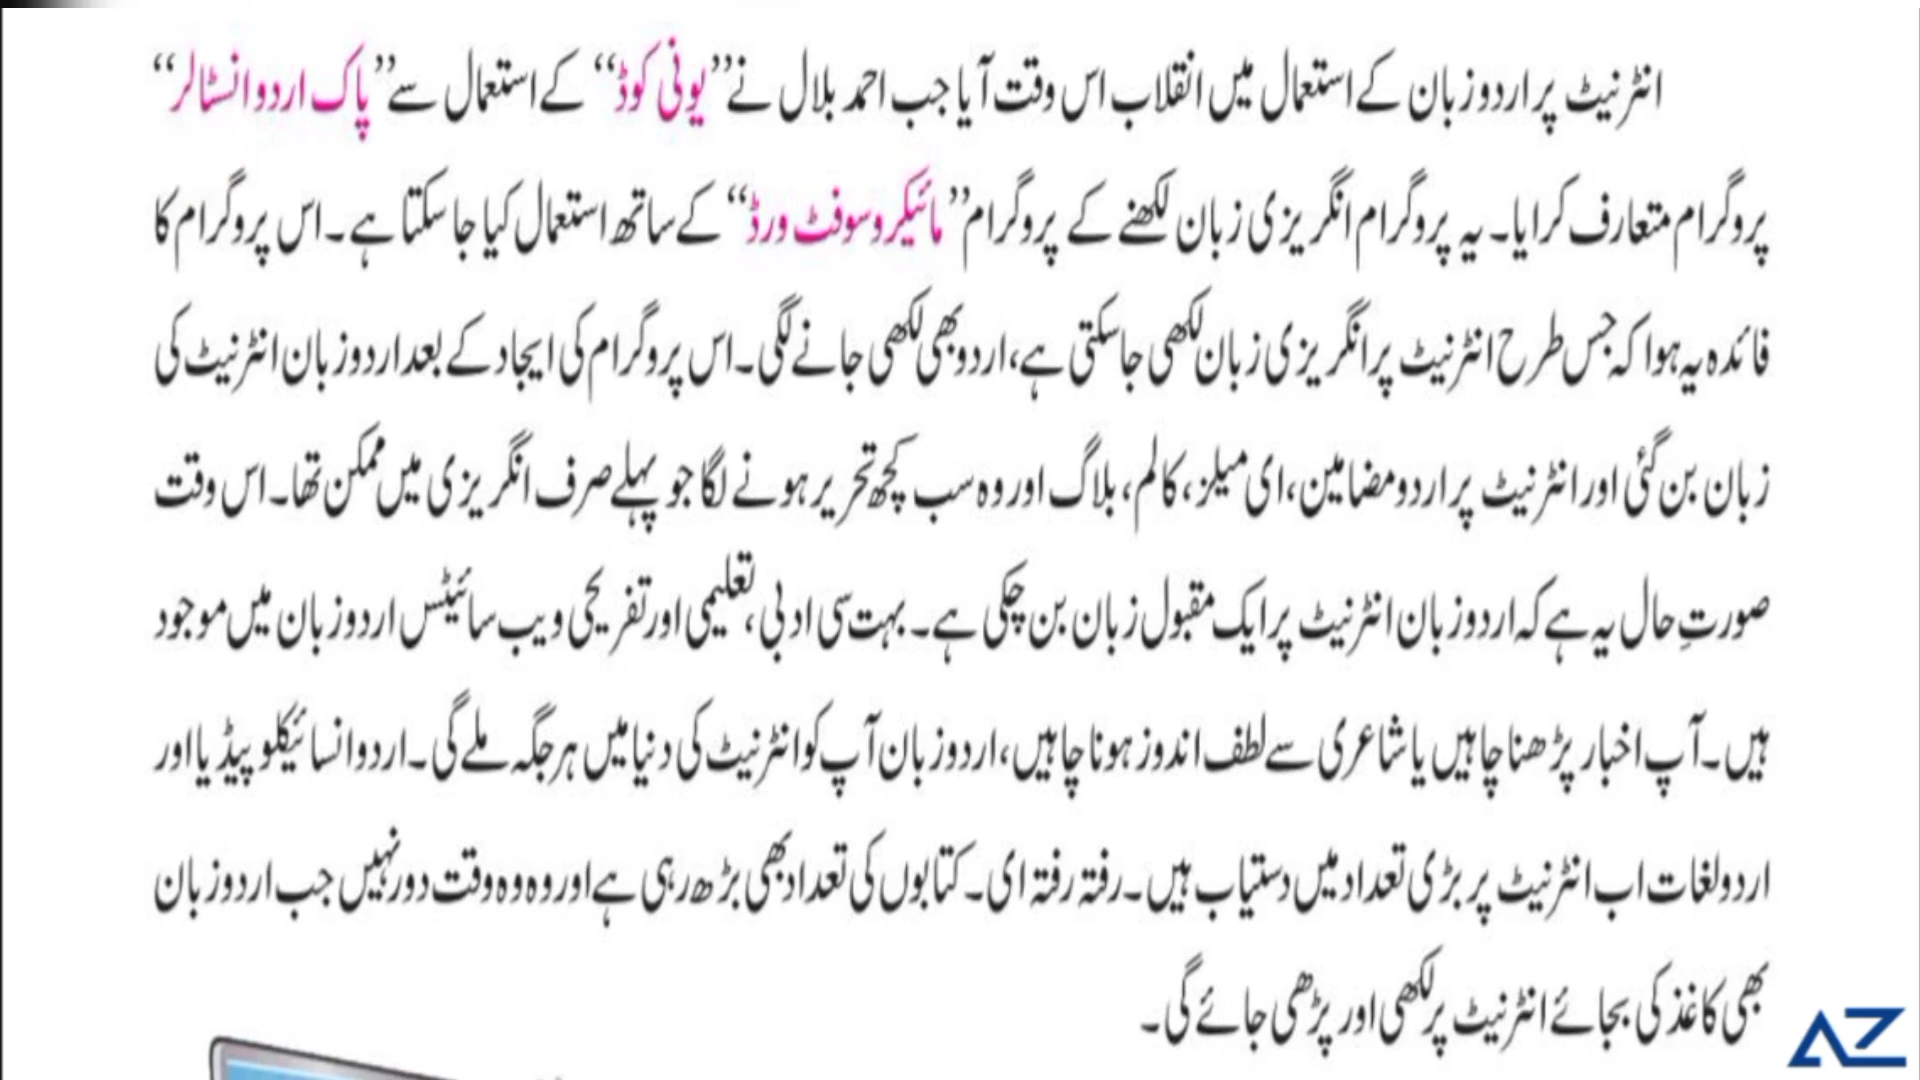 انٹرنیٹ پر اردو زبان کے استعمال میں انقلاب اس وقت آیا جب احمد بلال نے ”یونی کوڈ“ کے استعمال سے ”پاک اردو انسٹالر“
پروگرام متعارف کرایا۔ یہ پروگرام انگریزی زبان لکھنے کے پروگرام ”مائیکروسوفٹ ورڈ“ کے ساتھ استعمال کیا جا سکتا ہے۔ اس پروگرام کا
فائدہ یہ ہوا کہ جس طرح انٹرنیٹ پر انگریزی زبان لکھی جاسکتی ہے، اردو بھی لکھی جانے لگی۔ اس پروگرام کی ایجاد کے بعد اردو زبان انٹرنیٹ کی
زبان بن گئی اور انٹرنیٹ پر اردو مضامین، ای میلز، کالم، بلاگ اور وہ سب کچھ تحریر ہونے لگا جو پہلے صرف انگریزی میں ممکن تھا۔ اس وقت
صورتِ حال یہ ہے کہ اردو زبان انٹرنیٹ پر ایک مقبول زبان بن چکی ہے۔ بہت سی ادبی، تعلیمی اور تفریحی ویب سائیٹس اردو زبان میں موجود
ہیں۔ آپ اخبار پڑھنا چاہیں یا شاعری سے لطف اندوز ہونا چاہیں، اردو زبان آپ کو انٹرنیٹ کی دنیا میں ہر جگہ ملے گی۔ اردو انسائیکلو پیڈیا اور
اردو لغات اب انٹرنیٹ پر بڑی تعداد میں دستیاب ہیں۔ رفتہ رفتہ ای۔ کتابوں کی تعداد بھی بڑھ رہی ہے اور وہ وہ وقت دور نہیں جب اردو زبان
بھی کاغذ کی بجائے انٹرنیٹ پر لکھی اور پڑھی جائے گی۔
AZ